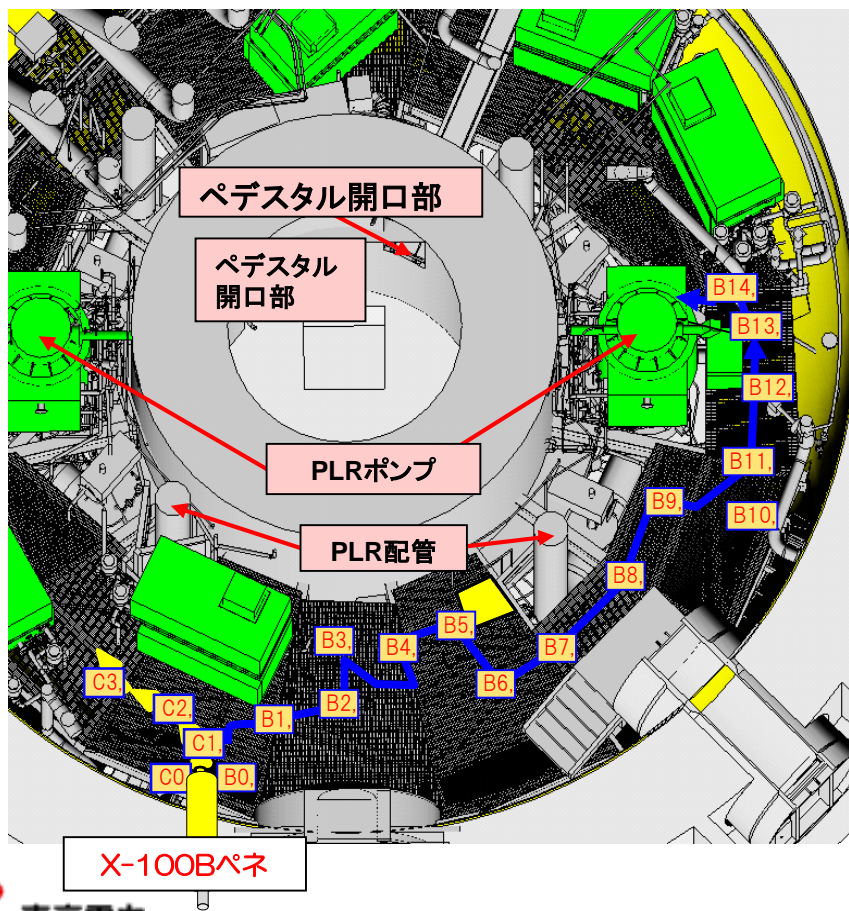 ペデスタル開口部
ペデスタル
開口部
B14,
B13,
B12,
PLRポンプ
B11,
B9,
B10,
PLR配管
B8,
B3,
B4,
B5,
B7,
B6,
C3,
C2,
B1,
B2,
C1,
C0
B0,
X-100Bペネ